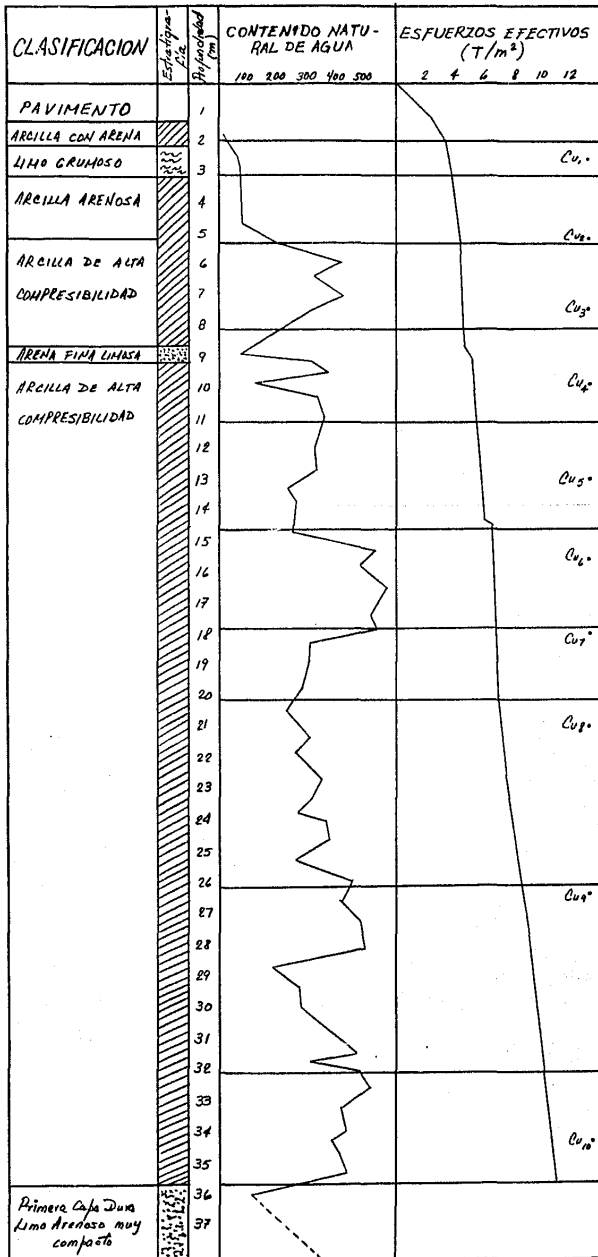 CLASIFICACION
Estratigra-
fía
Profundidad
(m)
CONTENIDO NATU-
RAL DE AGUA
100 200 300 400 500
ESFUERZOS EFECTIVOS
(T/m²)
2 4 6 8 10 12
PAVIMENTO
ARCILLA CON ARENA
LIMO GRUMOSO
ARCILLA ARENOSA
ARCILLA DE ALTA
COMPRESIBILIDAD
ARENA FINA LIMOSA
ARCILLA DE ALTA
COMPRESIBILIDAD
Primera Capa Dura
Limo Arenoso muy
compacto
1
2
3
4
5
6
7
8
9
10
11
12
13
14
15
16
17
18
19
20
21
22
23
24
25
26
27
28
29
30
31
32
33
34
35
36
37
Cu₁°
Cu₂°
Cu₃°
Cu₄°
Cu₅°
Cu₆°
Cu₇°
Cu₈°
Cu₉°
Cu₁₀°